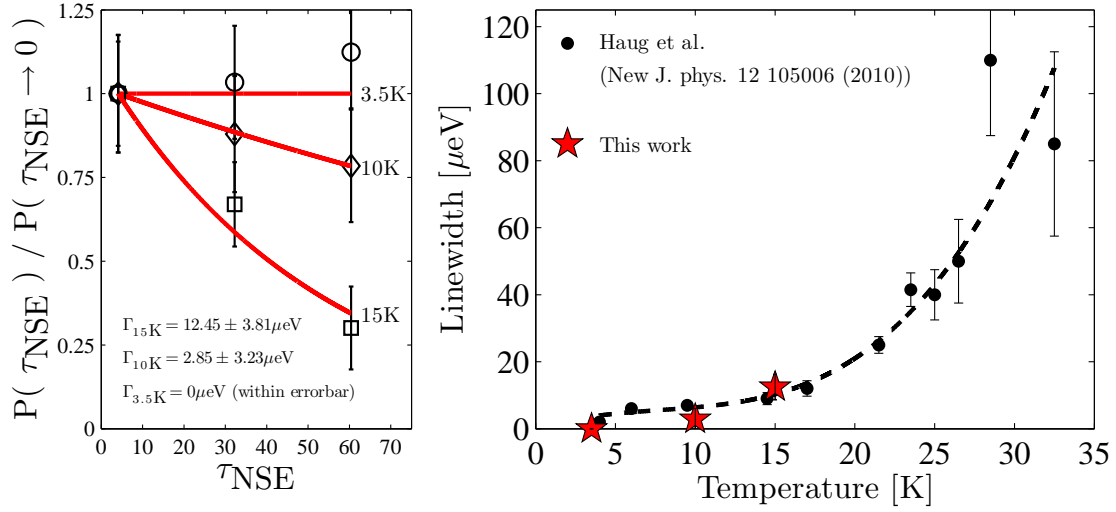 P( τNSE ) / P( τNSE → 0 )
1.25
1
0.75
0.5
0.25
0
3.5K
10K
15K
Γ15K = 12.45 ± 3.81μeV
Γ10K = 2.85 ± 3.23μeV
Γ3.5K = 0μeV (within errorbar)
0 10 20 30 40 50 60 70
τNSE
Linewidth [μeV]
120
100
80
60
40
20
0
Haug et al.
(New J. phys. 12 105006 (2010))
This work
0 5 10 15 20 25 30 35
Temperature [K]